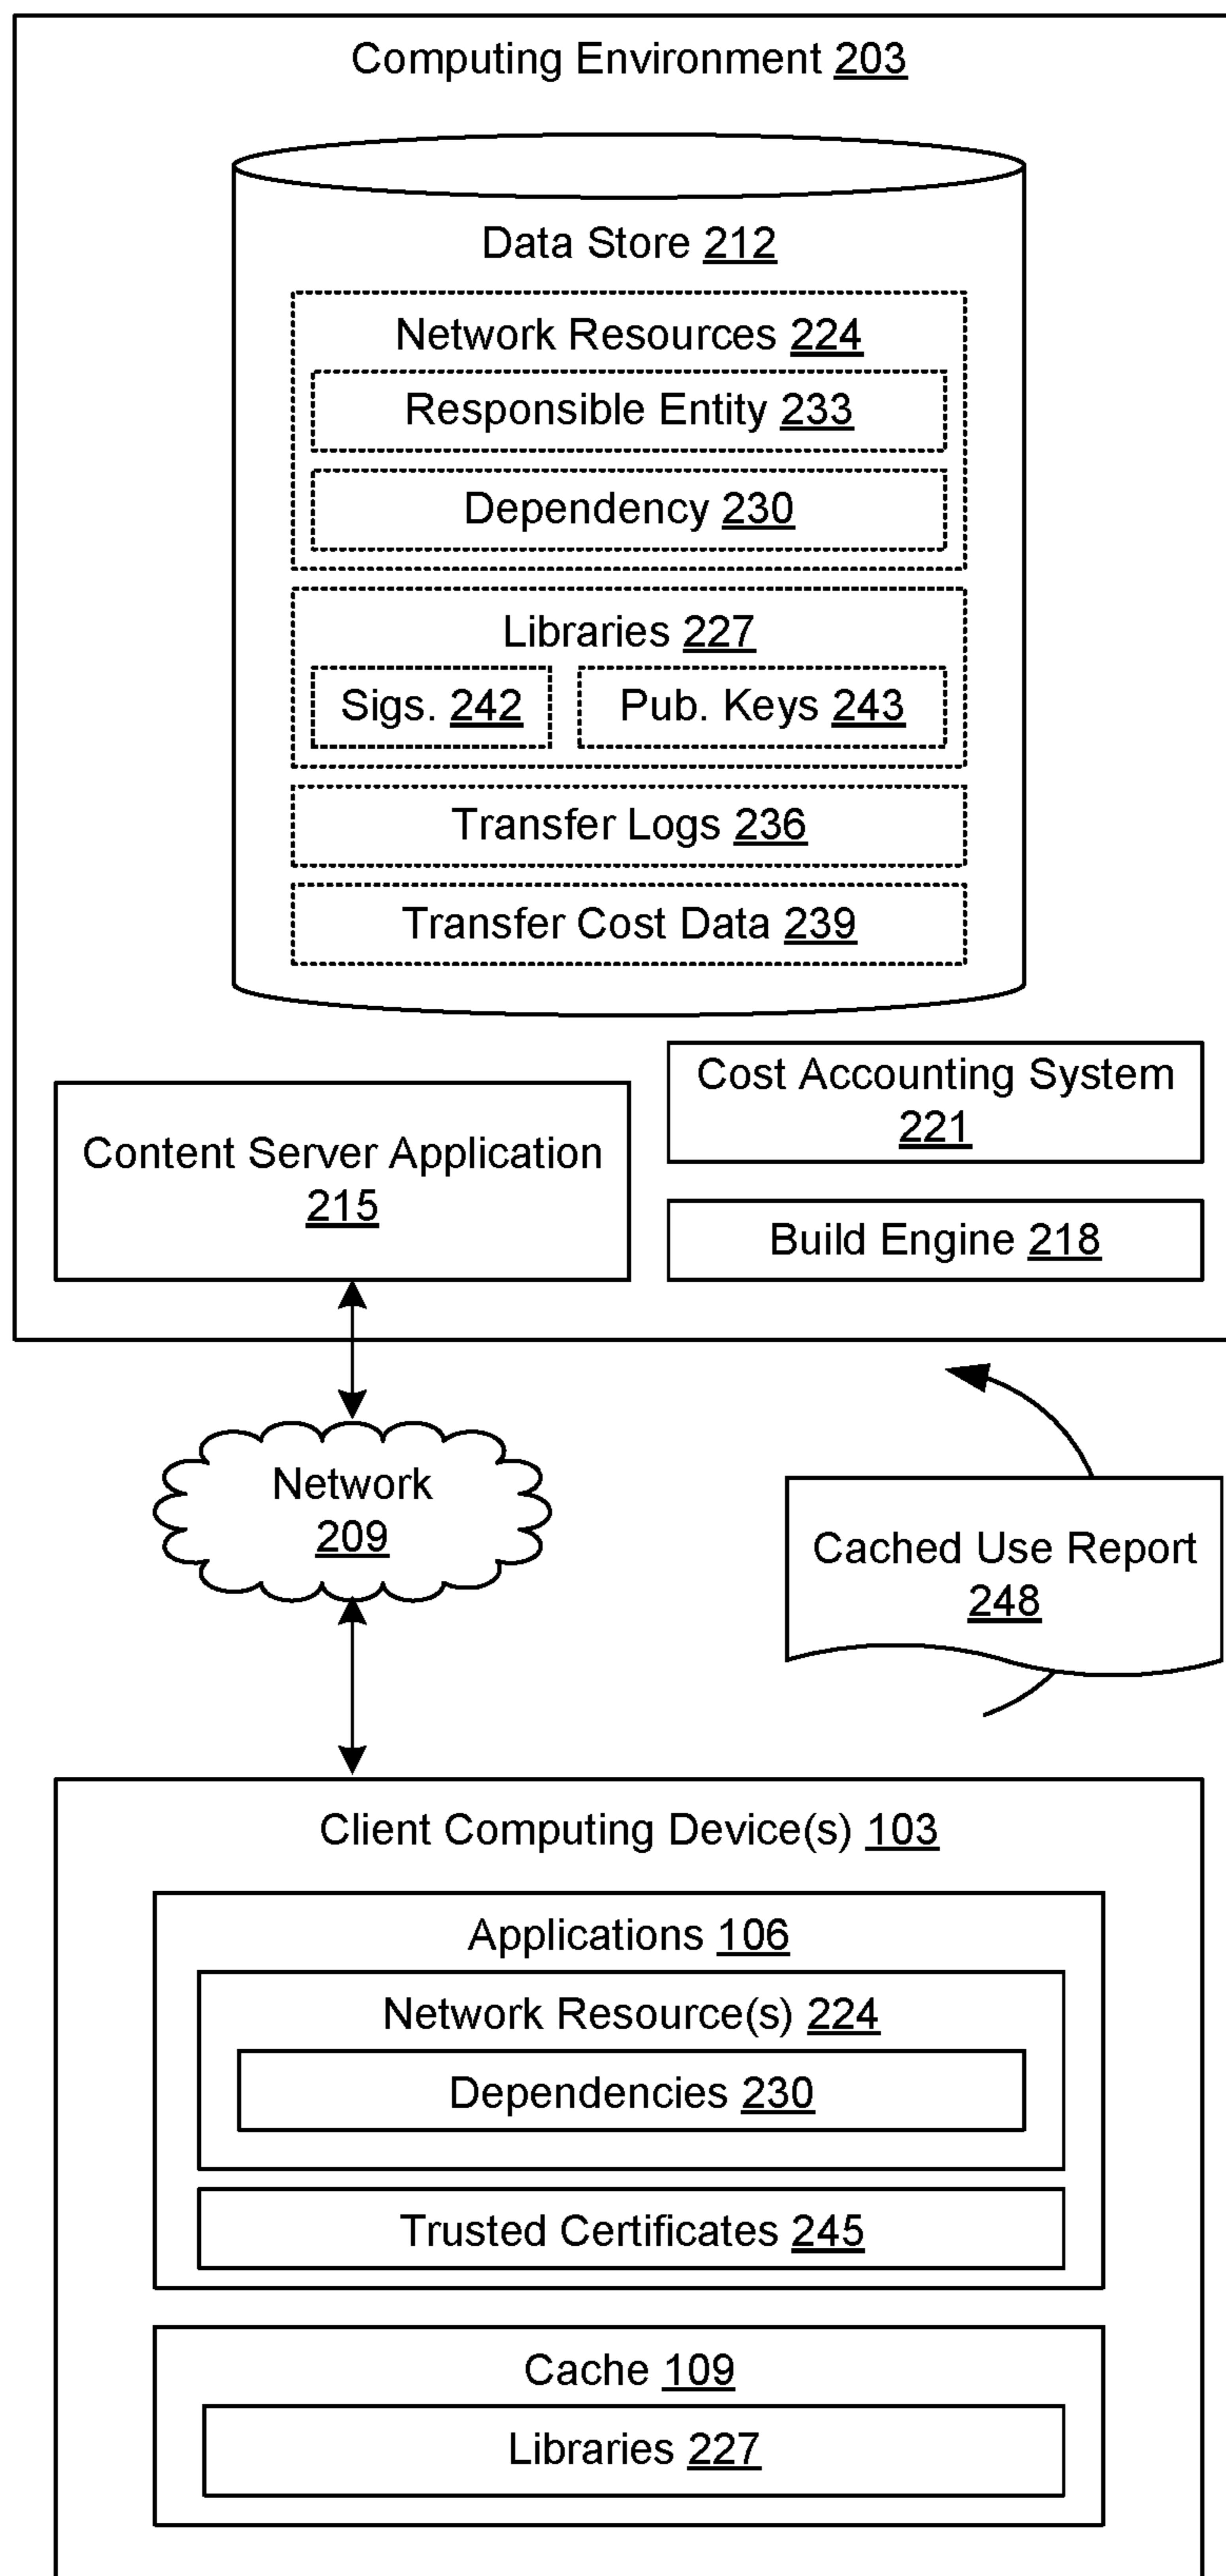 Computing Environment 203
Data Store 212
Network Resources 224
Responsible Entity 233
Dependency 230
Libraries 227
Sigs. 242
Pub. Keys 243
Transfer Logs 236
Transfer Cost Data 239
Cost Accounting System
221
Content Server Application
215
Build Engine 218
Network
209
Cached Use Report
248
Client Computing Device(s) 103
Applications 106
Network Resource(s) 224
Dependencies 230
Trusted Certificates 245
Cache 109
Libraries 227